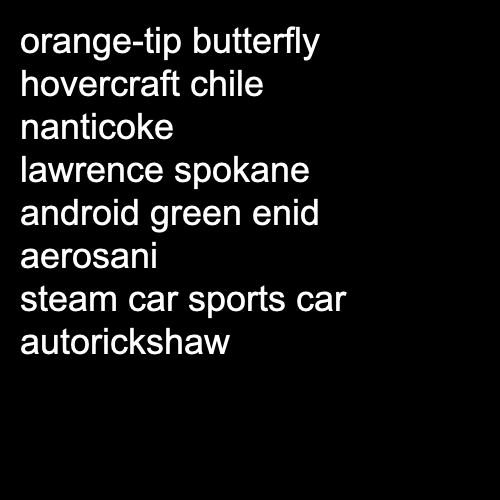 orange-tip butterfly
hovercraft chile
nanticoke
lawrence spokane
android green enid
aerosani
steam car sports car
autorickshaw